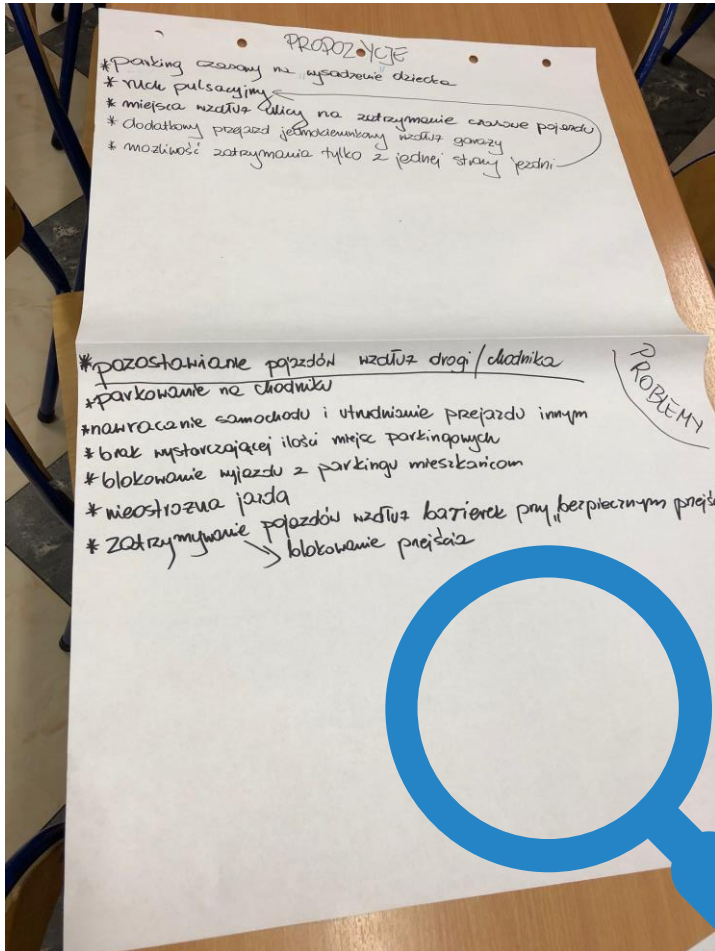 PROPOZYCJE
* parking czasowy na "wysadzenie" dziecka
* ruch pulsacyjny
* miejsca wzdłuż ulicy na zatrzymanie czasowe pojazdu
* dodatkowy przejazd jednokierunkowy wzdłuż garaży
* możliwość zatrzymania tylko z jednej strony jezdni
PROBLEMY
* pozostawianie pojazdów wzdłuż drogi/chodnika
* parkowanie na chodniku
* nawracanie samochodu i utrudnianie przejazdu innym
* brak wystarczającej ilości miejsc parkingowych
* blokowanie wyjazdu z parkingu mieszkańcom
* nieostrożna jazda
* zatrzymywanie pojazdów wzdłuż barierek przy "bezpiecznym przejśc
blokowanie przejścia